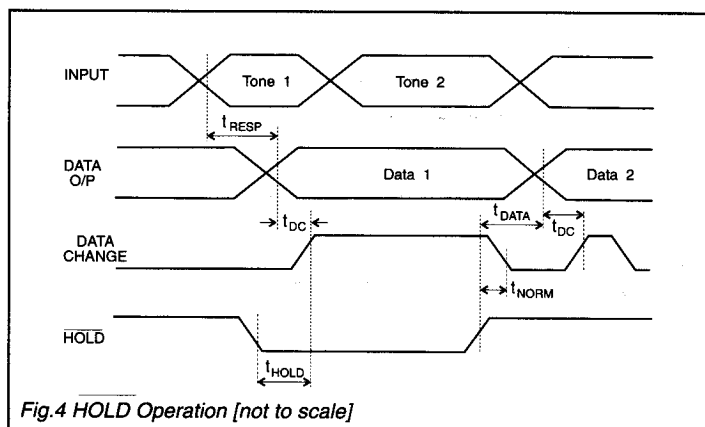 INPUT
Tone 1
Tone 2
tRESP
DATA
O/P
Data 1
Data 2
tDC
tDATA
tDC
DATA
CHANGE
tNORM
HOLD
tHOLD
Fig.4 HOLD Operation [not to scale]